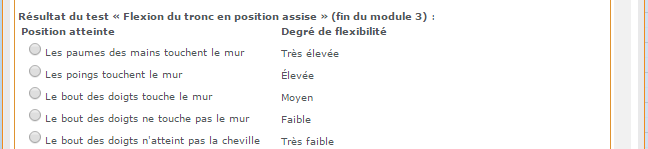 Résultat du test « Flexion du tronc en position assise » (fin du module 3) :
Position atteinte Degré de flexibilité
Les paumes des mains touchent le mur Très élevée
Les poings touchent le mur Élevée
Le bout des doigts touche le mur Moyen
Le bout des doigts ne touche pas le mur Faible
Le bout des doigts n'atteint pas la cheville Très faible